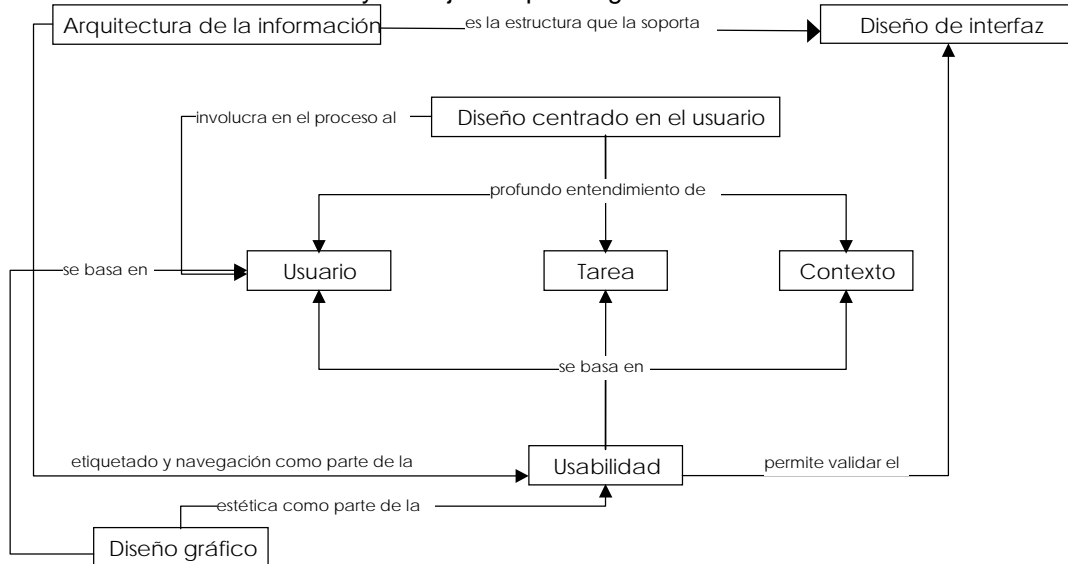 Arquitectura de la información
es la estructura que la soporta
Diseño de interfaz
involucra en el proceso al
Diseño centrado en el usuario
profundo entendimiento de
se basa en
Usuario
Tarea
Contexto
se basa en
etiquetado y navegación como parte de la
Usabilidad
permite validar el
estética como parte de la
Diseño gráfico